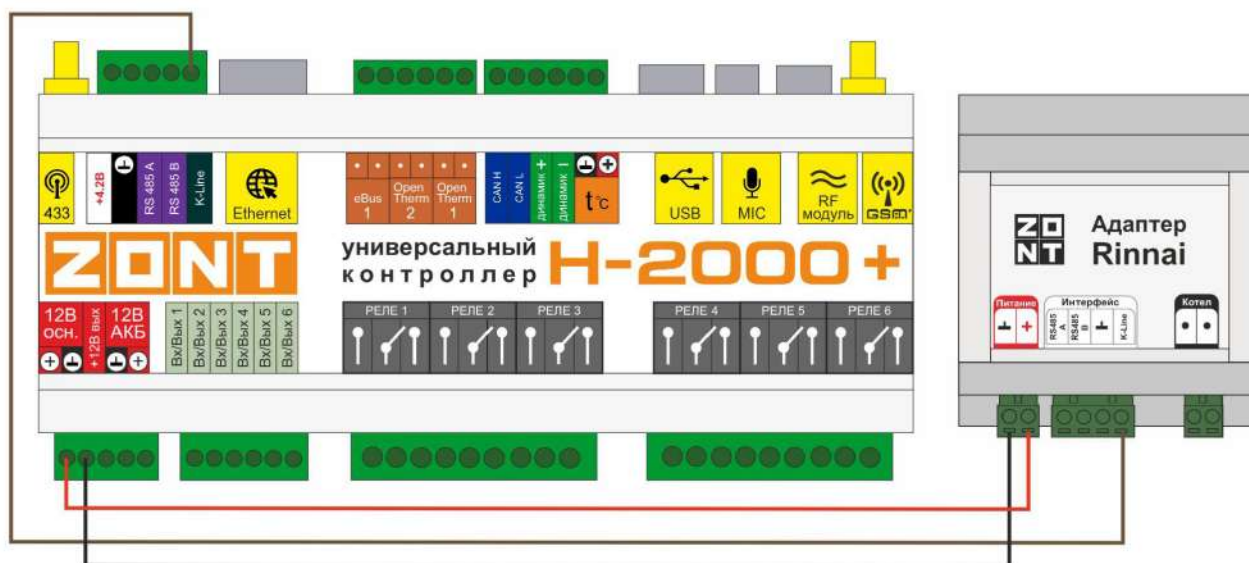 433
+4.2В
RS 485 A
RS 485 B
K-Line
Ethernet
eBus
1
Open
Therm
2
Open
Therm
1
CAN H
CAN L
динамик +
динамик –
t°C
USB
MIC
RF
модуль
GSM
ZONT
универсальный
контроллер
H-2000+
12В
осн.
+12В вых
12В
АКБ
Вх/Вых 1
Вх/Вых 2
Вх/Вых 3
Вх/Вых 4
Вх/Вых 5
Вх/Вых 6
РЕЛЕ 1
РЕЛЕ 2
РЕЛЕ 3
РЕЛЕ 4
РЕЛЕ 5
РЕЛЕ 6
ZONT
Адаптер
Rinnai
Питание
Интерфейс
RS485
A
RS485
B
K-Line
Котел